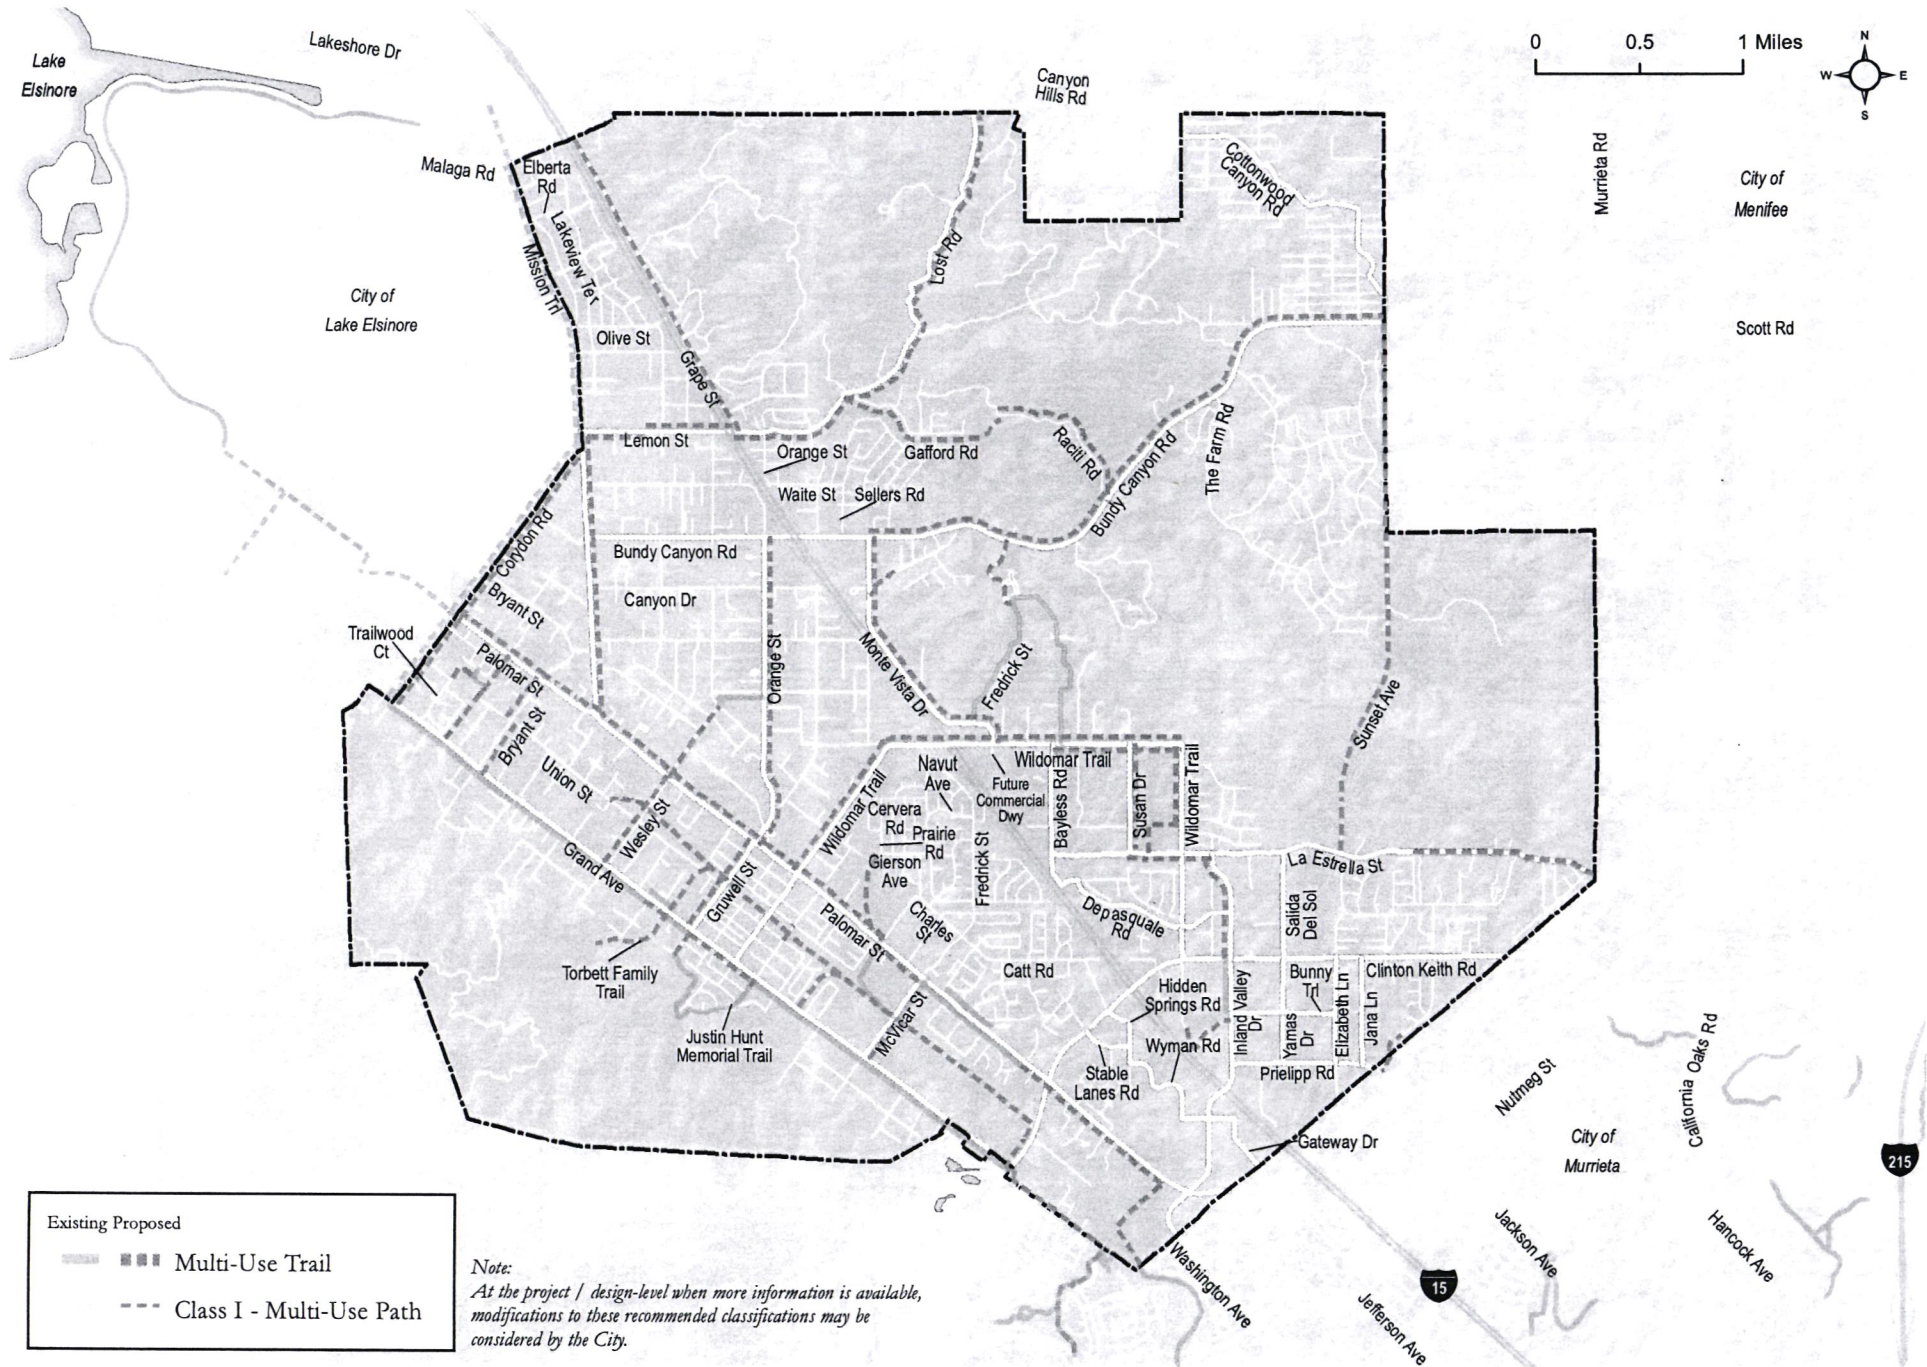 Lakeshore Dr
Lake
Elsinore
Canyon
Hills Rd
0 0.5 1 Miles
N
W E
S
Malaga Rd
Elberta
Rd
Lakeview Ter
Mission Trl
City of
Lake Elsinore
Olive St
Grape St
Lost Rd
Cottonwood
Canyon Rd
Murrieta Rd
City of
Menifee
Scott Rd
Lemon St
Orange St
Gafford Rd
Raciti Rd
Bundy Canyon Rd
The Farm Rd
Waite St
Sellers Rd
Corydon Rd
Bundy Canyon Rd
Bryant St
Canyon Dr
Trailwood
Ct
Palomar St
Orange St
Monte Vista Dr
Fredrick St
Sunset Ave
Bryant St
Union St
Wesley St
Grand Ave
Gruwell St
Wildomar Trail
Navut
Ave
Cervera
Rd
Prairie
Rd
Gierson
Ave
Future
Commercial
Dwy
Wildomar Trail
Bayless Rd
Susan Dr
Wildomar Trail
Fredrick St
La Estrella St
Palomar St
Charles
St
Depasquale
Rd
Salida
Del Sol
Torbett Family
Trail
Catt Rd
Hidden
Springs Rd
Inland Valley
Dr
Bunny
Trl
Clinton Keith Rd
Elizabeth Ln
Jana Ln
Yamas
Dr
Justin Hunt
Memorial Trail
McVicar St
Wyman Rd
Stable
Lanes Rd
Prielipp Rd
Nutmeg St
California Oaks Rd
Gateway Dr
City of
Murrieta
215
Jackson Ave
Hancock Ave
Washington Ave
15
Jefferson Ave
Existing Proposed
Multi-Use Trail
Class I - Multi-Use Path
Note:
At the project / design-level when more information is available,
modifications to these recommended classifications may be
considered by the City.